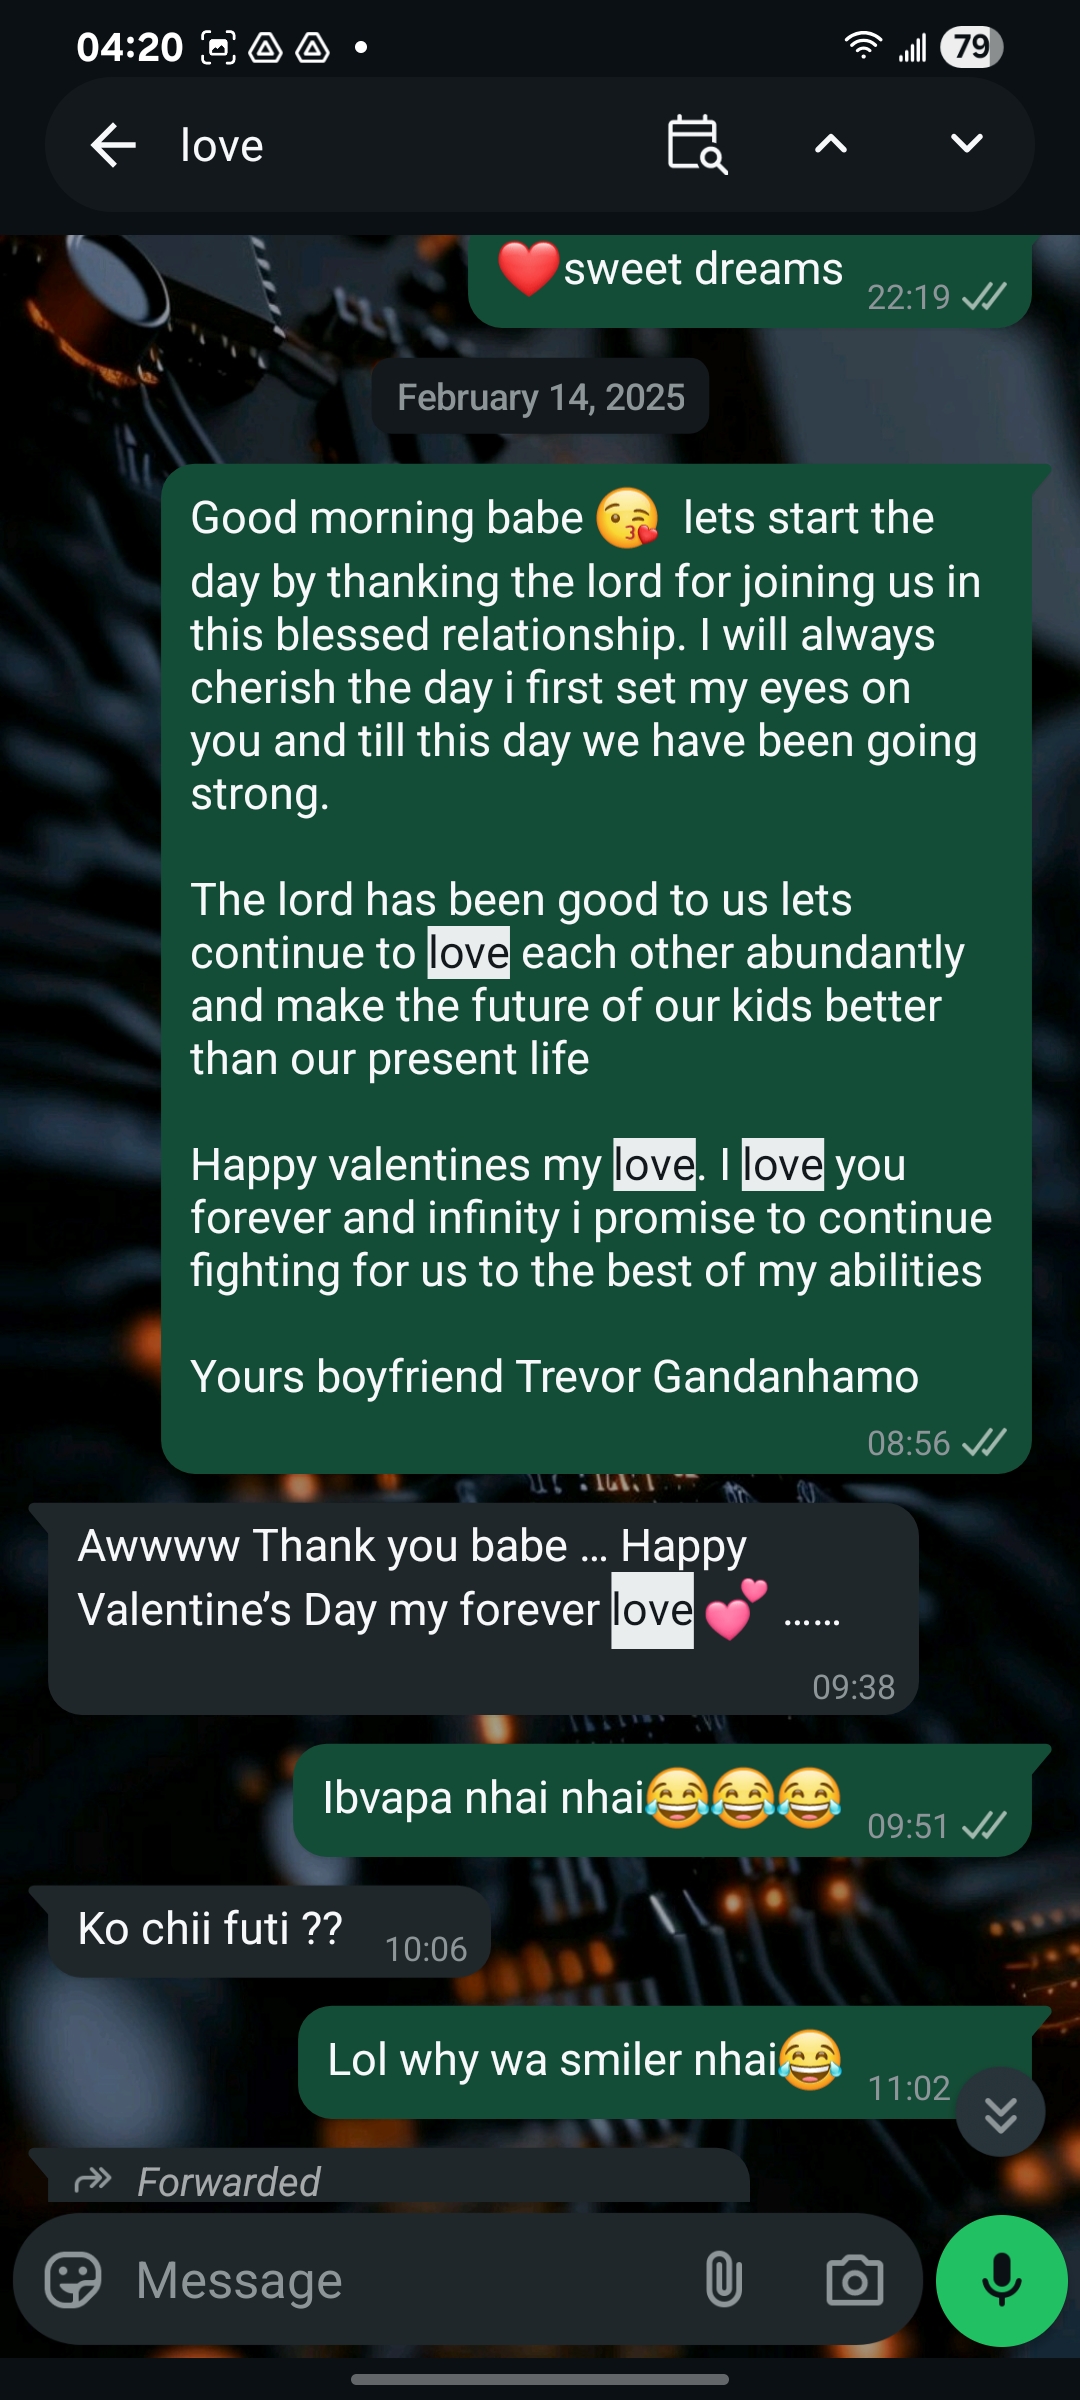 04:20
79
love
❤️sweet dreams
22:19
February 14, 2025
Good morning babe 😘 lets start the
day by thanking the lord for joining us in
this blessed relationship. I will always
cherish the day i first set my eyes on
you and till this day we have been going
strong.
The lord has been good to us lets
continue to love each other abundantly
and make the future of our kids better
than our present life
Happy valentines my love. I love you
forever and infinity i promise to continue
fighting for us to the best of my abilities
Yours boyfriend Trevor Gandanhamo
08:56
Awwww Thank you babe ... Happy
Valentine’s Day my forever love 💕 ......
09:38
Ibvapa nhai nhai😂😂😂
09:51
Ko chii futi ??
10:06
Lol why wa smiler nhai😂
11:02
Forwarded
Message